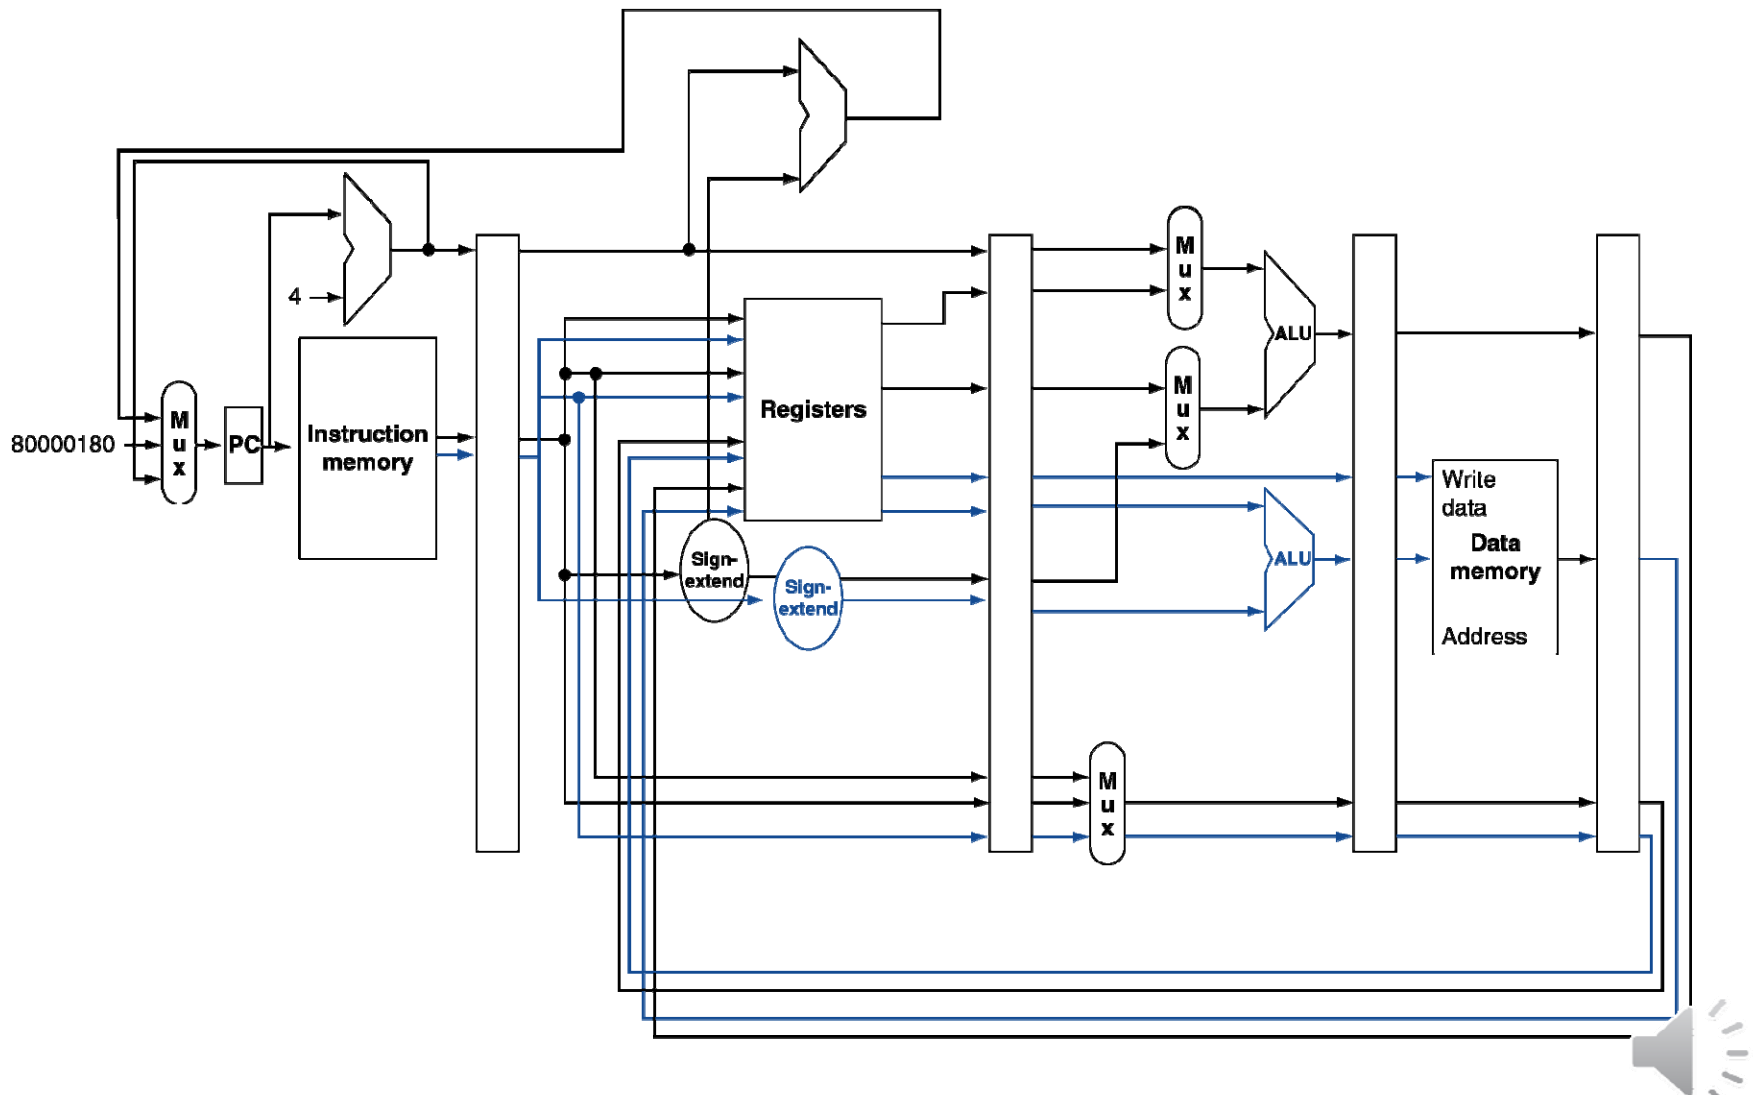 4
M
u
x
M
u
x
ALU
M
u
x
80000180
PC
Instruction
memory
Registers
Write
data
Data
memory
Address
Sign-
extend
Sign-
extend
ALU
M
u
x